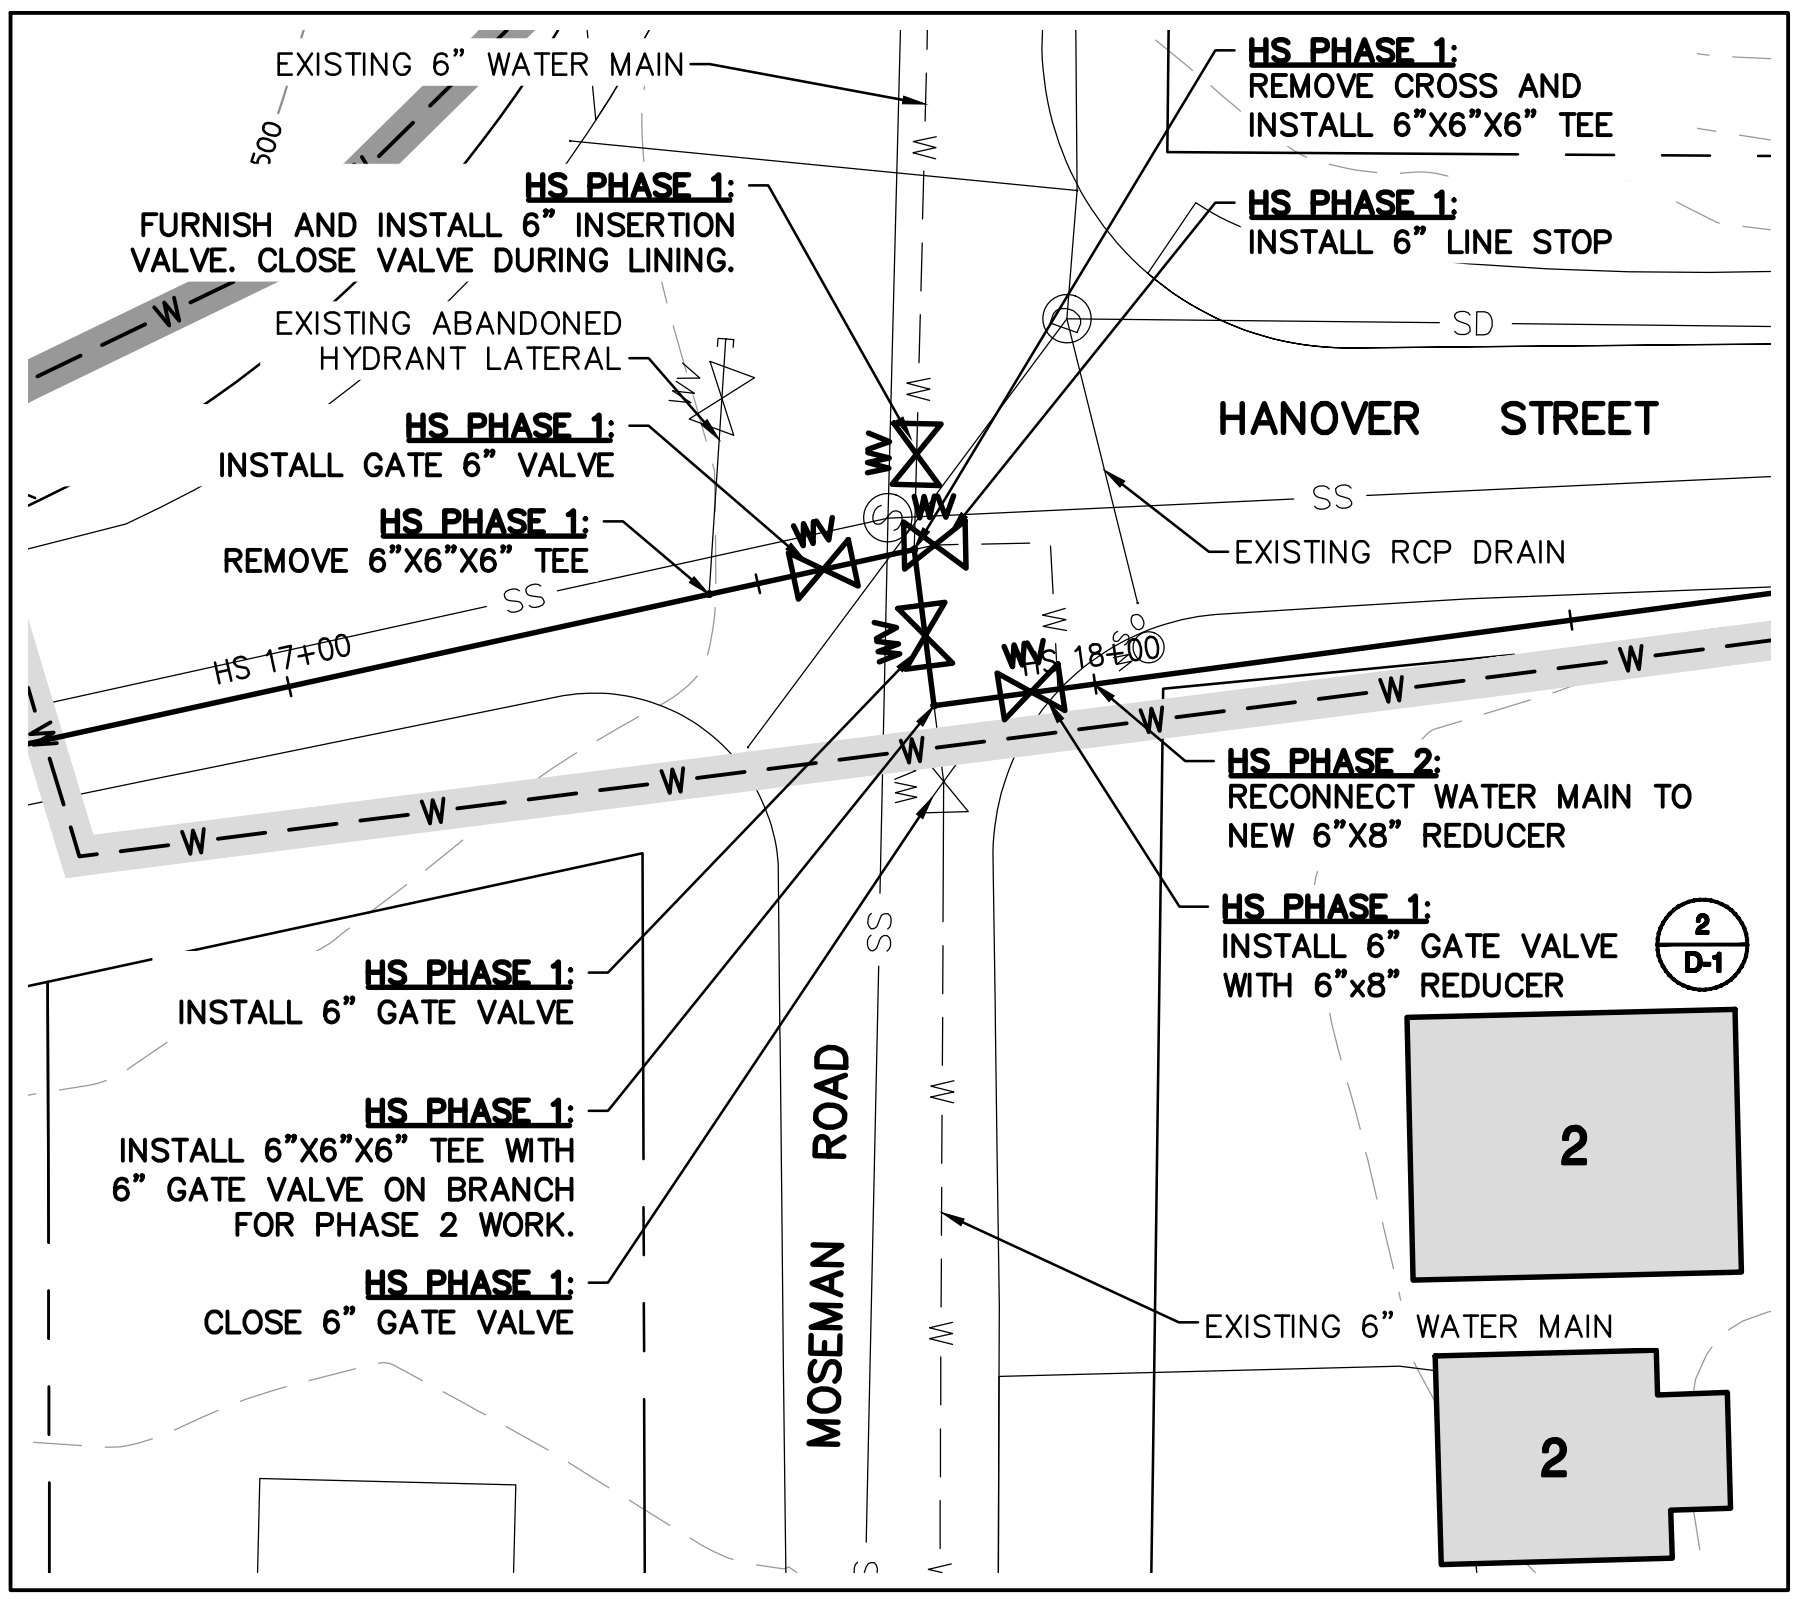 EXISTING 6" WATER MAIN
HS PHASE 1:
REMOVE CROSS AND
INSTALL 6"X6"X6" TEE
500
W
HS PHASE 1:
FURNISH AND INSTALL 6" INSERTION
VALVE. CLOSE VALVE DURING LINING.
HS PHASE 1:
INSTALL 6" LINE STOP
W
EXISTING ABANDONED
HYDRANT LATERAL
SD
W
WV
HANOVER STREET
HS PHASE 1:
INSTALL GATE 6" VALVE
WV
SS
HS PHASE 1:
REMOVE 6"X6"X6" TEE
WV
WV
S
EXISTING RCP DRAIN
SS
W
HS 17+00
WV
WV
HS 18+00
W
W
W
W
W
W
W
W
HS PHASE 2:
RECONNECT WATER MAIN TO
NEW 6"X8" REDUCER
HS PHASE 1:
INSTALL 6" GATE VALVE
WITH 6"x8" REDUCER
2
D-1
SS
HS PHASE 1:
INSTALL 6" GATE VALVE
W
MOSEMAN ROAD
HS PHASE 1:
INSTALL 6"X6"X6" TEE WITH
6" GATE VALVE ON BRANCH
FOR PHASE 2 WORK.
2
HS PHASE 1:
CLOSE 6" GATE VALVE
W
EXISTING 6" WATER MAIN
2